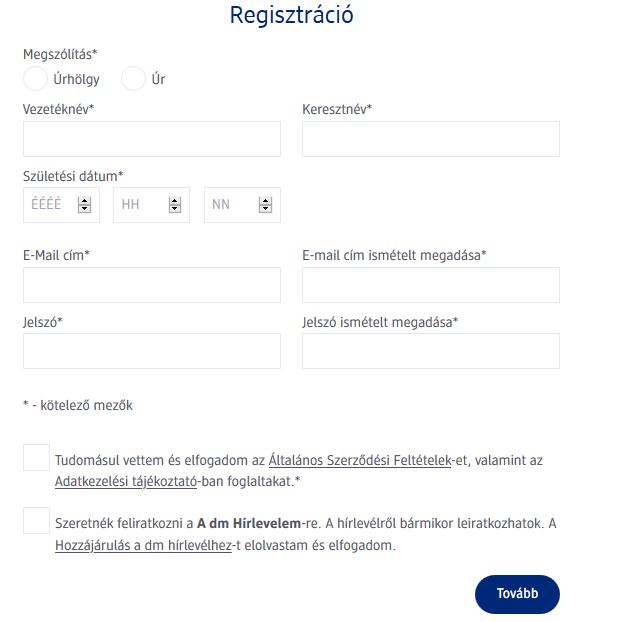 Regisztráció
Megszólítás*
Úrhölgy Úr
Vezetéknév* Keresztnév*
Születési dátum*
ÉÉÉÉ HH NN
E-Mail cím* E-mail cím ismételt megadása*
Jelszó* Jelszó ismételt megadása*
* - kötelező mezők
Tudomásul vettem és elfogadom az Általános Szerződési Feltételek-et, valamint az
Adatkezelési tájékoztató-ban foglaltakat.*
Szeretnék feliratkozni a A dm Hírlevelem-re. A hírlevélről bármikor leiratkozhatok. A
Hozzájárulás a dm hírlevélhez-t elolvastam és elfogadom.
Tovább